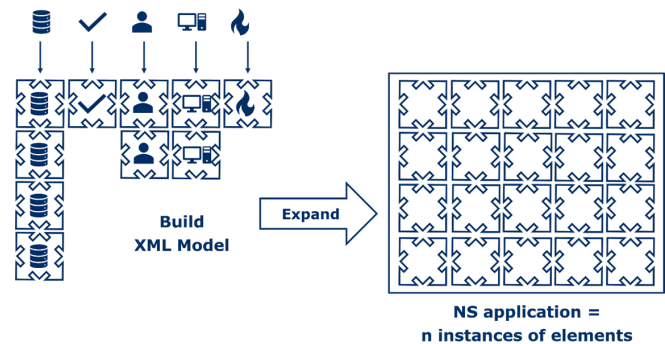 Build
XML Model
Expand
NS application =
n instances of elements